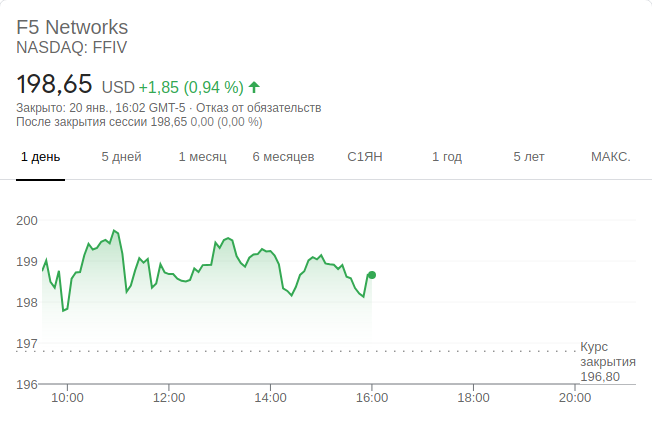 F5 Networks
NASDAQ: FFIV
198,65 USD +1,85 (0,94 %)
Закрыто: 20 янв., 16:02 GMT-5 · Отказ от обязательств
После закрытия сессии 198,65 0,00 (0,00 %)
1 день 5 дней 1 месяц 6 месяцев С1ЯН 1 год 5 лет МАКС.
200
199
198
197
Курс
закрытия
196,80
196
10:00 12:00 14:00 16:00 18:00 20:00